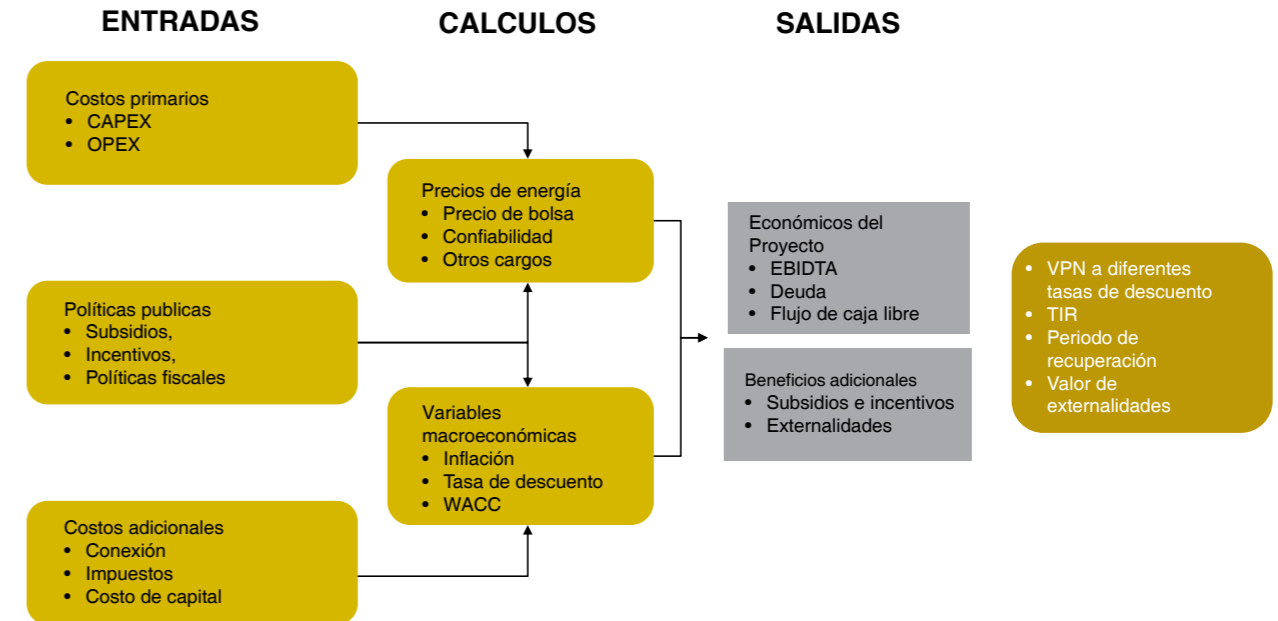 ENTRADAS
CALCULOS
SALIDAS
Costos primarios
• CAPEX
• OPEX
Políticas publicas
• Subsidios,
• Incentivos,
• Políticas fiscales
Costos adicionales
• Conexión
• Impuestos
• Costo de capital
Precios de energía
• Precio de bolsa
• Confiabilidad
• Otros cargos
Variables
macroeconómicas
• Inflación
• Tasa de descuento
• WACC
Económicos del
Proyecto
• EBIDTA
• Deuda
• Flujo de caja libre
Beneficios adicionales
• Subsidios e incentivos
• Externalidades
• VPN a diferentes
tasas de descuento
• TIR
• Periodo de
recuperación
• Valor de
externalidades